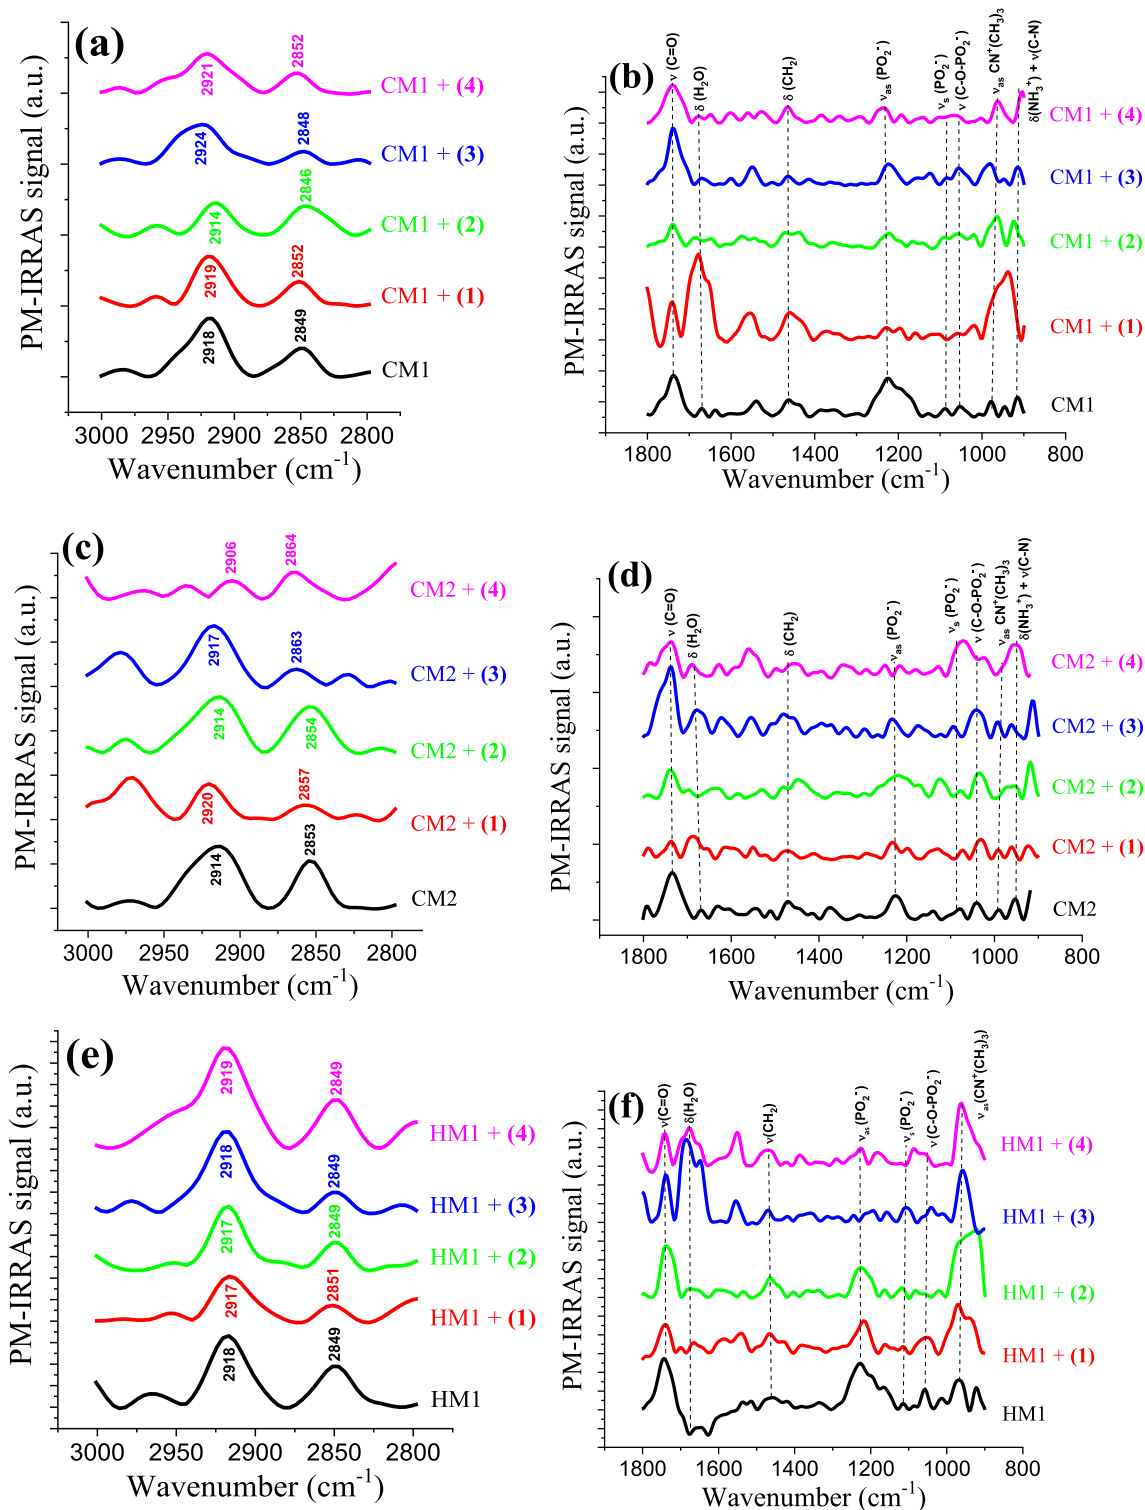 (a)
PM-IRRAS signal (a.u.)
2921
2852
CM1 + (4)
2924
2848
CM1 + (3)
2914
2846
CM1 + (2)
2919
2852
CM1 + (1)
2918
2849
CM1
3000 2950 2900 2850 2800
Wavenumber (cm⁻¹)
(b)
PM-IRRAS signal (a.u.)
ν (C=O)
δ (H₂O)
δ (CH₂)
νₐₛ (PO₂⁻)
νₛ (PO₂⁻)
ν (C-O-PO₂⁻)
νₐₛ CN⁺(CH₃)₃
δ(NH₃⁺) + ν(C-N)
CM1 + (4)
CM1 + (3)
CM1 + (2)
CM1 + (1)
CM1
1800 1600 1400 1200 1000 800
Wavenumber (cm⁻¹)
(c)
PM-IRRAS signal (a.u.)
2906
2864
CM2 + (4)
2917
2863
CM2 + (3)
2914
2854
CM2 + (2)
2920
2857
CM2 + (1)
2914
2853
CM2
3000 2950 2900 2850 2800
Wavenumber (cm⁻¹)
(d)
PM-IRRAS signal (a.u.)
ν (C=O)
δ (H₂O)
δ (CH₂)
νₐₛ (PO₂⁻)
νₛ (PO₂⁻)
ν (C-O-PO₂⁻)
νₐₛ CN⁺(CH₃)₃
δ(NH₃⁺) + ν(C-N)
CM2 + (4)
CM2 + (3)
CM2 + (2)
CM2 + (1)
CM2
1800 1600 1400 1200 1000 800
Wavenumber (cm⁻¹)
(e)
PM-IRRAS signal (a.u.)
2919
2849
HM1 + (4)
2918
2849
HM1 + (3)
2917
2849
HM1 + (2)
2917
2851
HM1 + (1)
2918
2849
HM1
3000 2950 2900 2850 2800
Wavenumber (cm⁻¹)
(f)
PM-IRRAS signal (a.u.)
ν(C=O)
δ(H₂O)
ν(CH₂)
νₐₛ(PO₂⁻)
νₛ(PO₂⁻)
ν(C-O-PO₂⁻)
νₐₛ(CN⁺(CH₃)₃)
HM1 + (4)
HM1 + (3)
HM1 + (2)
HM1 + (1)
HM1
1800 1600 1400 1200 1000 800
Wavenumber (cm⁻¹)